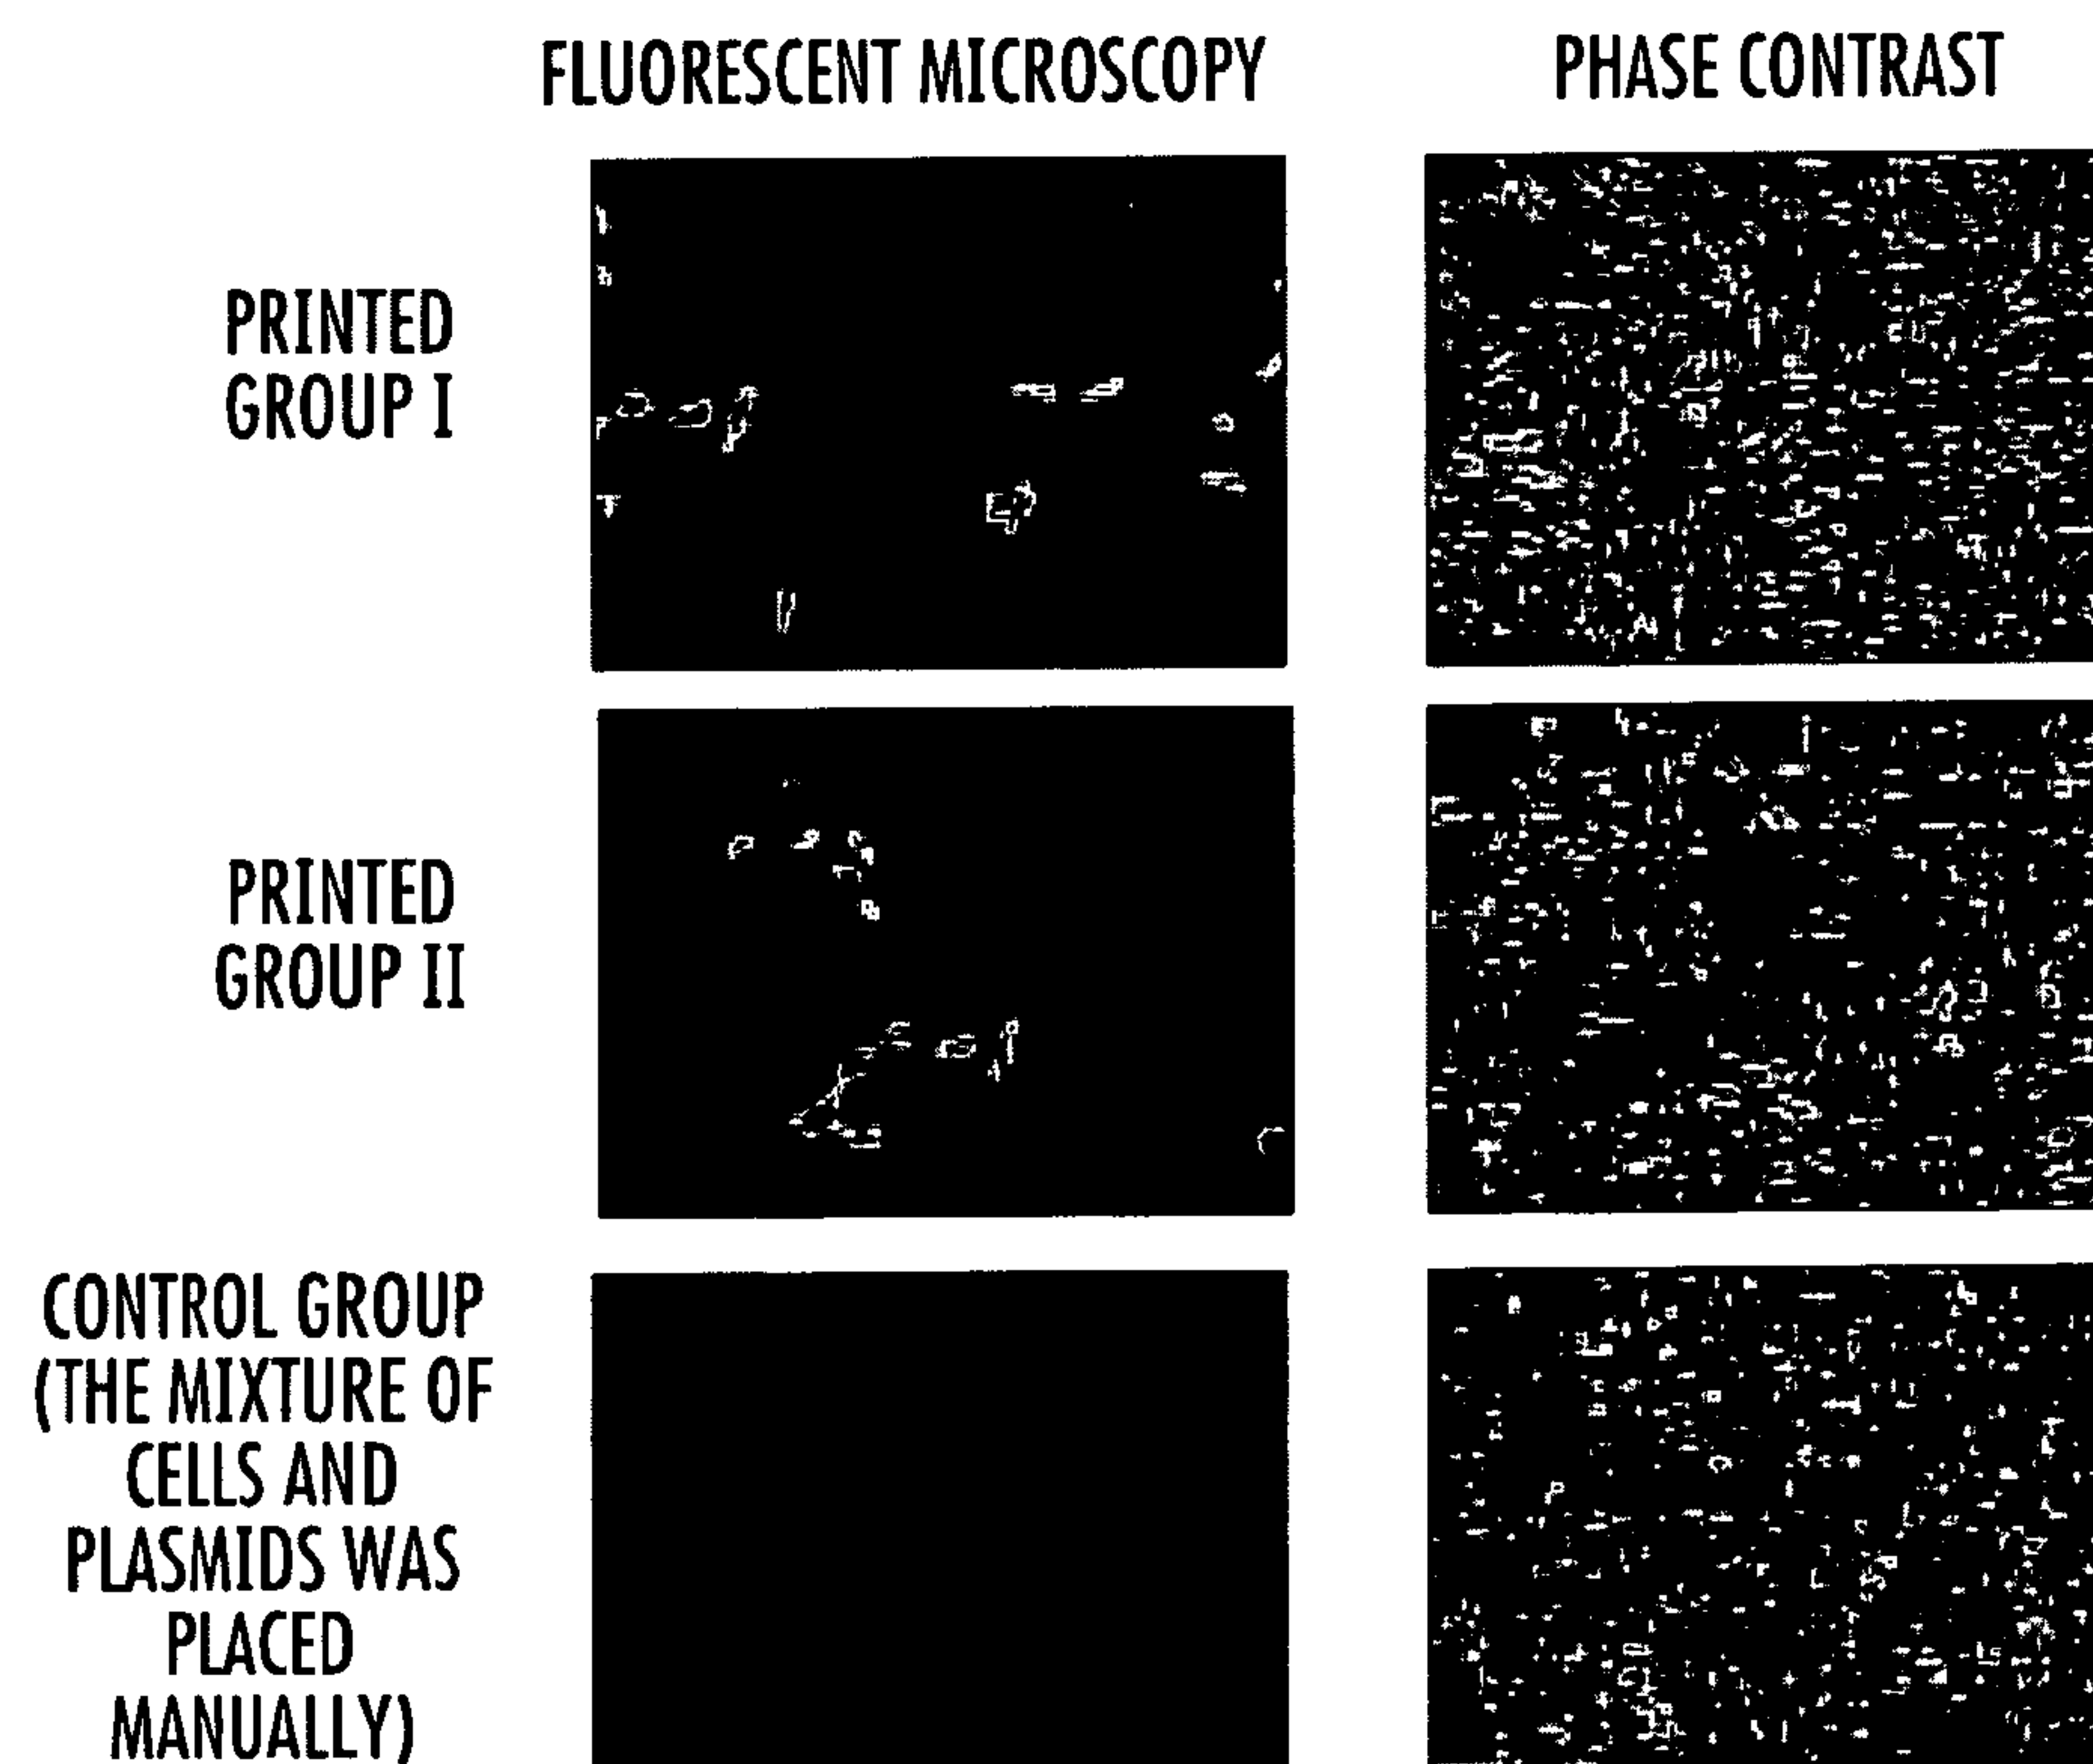 FLUORESCENT MICROSCOPY
PHASE CONTRAST
PRINTED
GROUP I
PRINTED
GROUP II
CONTROL GROUP
(THE MIXTURE OF
CELLS AND
PLASMIDS WAS
PLACED
MANUALLY)